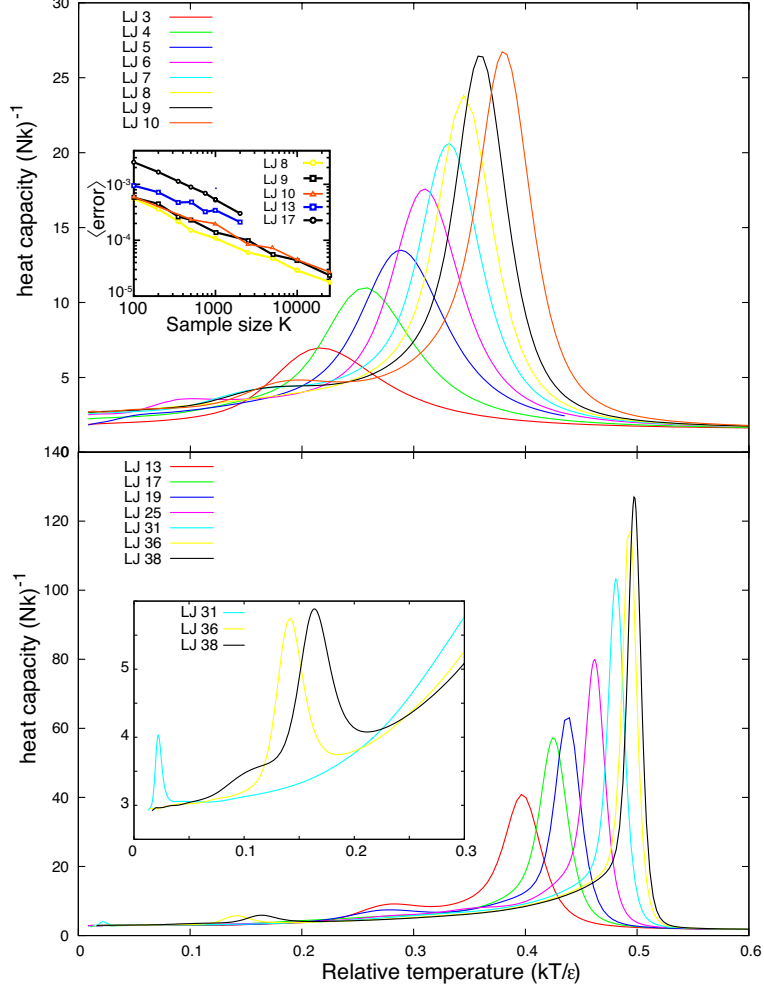 30
25
20
15
10
5
0
heat capacity (Nk)-1
LJ 3
LJ 4
LJ 5
LJ 6
LJ 7
LJ 8
LJ 9
LJ 10
⟨error⟩
10-3
10-4
10-5
LJ 8
LJ 9
LJ 10
LJ 13
LJ 17
100 1000 10000
Sample size K
140
120
100
80
60
40
20
0
heat capacity (Nk)-1
LJ 13
LJ 17
LJ 19
LJ 25
LJ 31
LJ 36
LJ 38
LJ 31
LJ 36
LJ 38
5
4
3
0 0.1 0.2 0.3
0 0.1 0.2 0.3 0.4 0.5 0.6
Relative temperature (kT/ε)